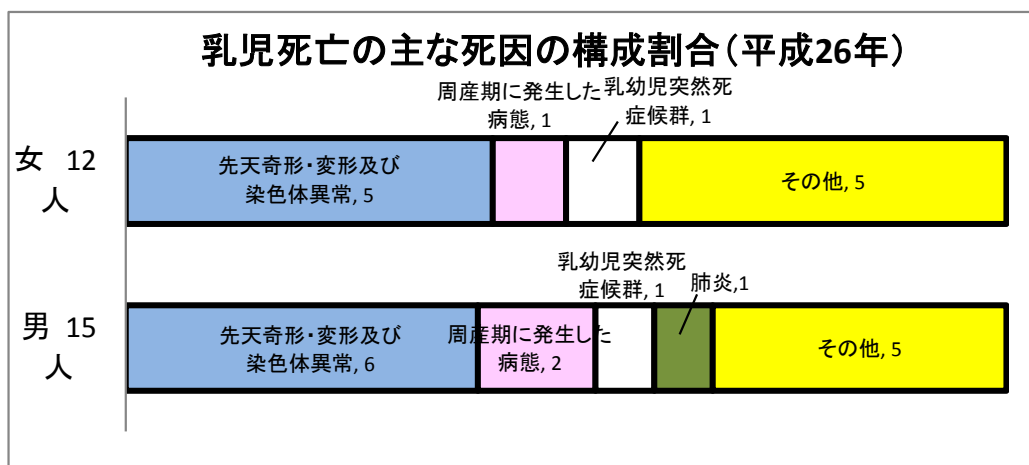 乳児死亡の主な死因の構成割合（平成26年）
周産期に発生した
病態, 1
乳幼児突然死
症候群, 1
女 12
人
先天奇形・変形及び
染色体異常, 5
その他, 5
乳幼児突然死
症候群, 1
肺炎,1
男 15
人
先天奇形・変形及び
染色体異常, 6
周産期に発生した
病態, 2
その他, 5